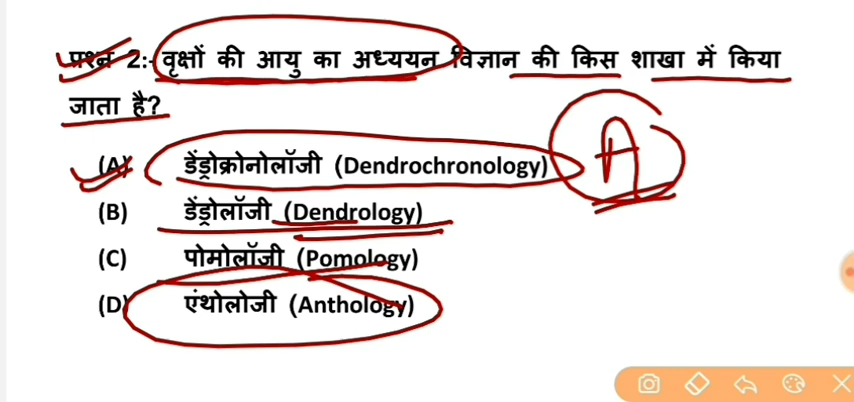 प्रश्न 2:- वृक्षों की आयु का अध्ययन विज्ञान की किस शाखा में किया
जाता है?
A
(A) डेंड्रोक्रोनोलॉजी (Dendrochronology)
(B) डेंड्रोलॉजी (Dendrology)
(C) पोमोलॉजी (Pomology)
(D) एंथोलोजी (Anthology)